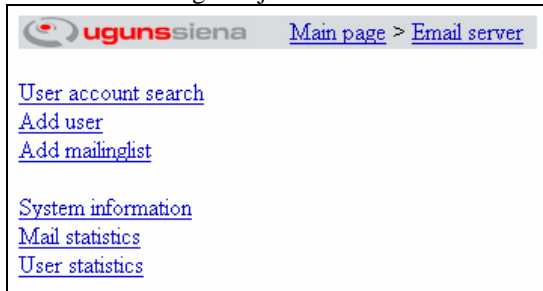 ugunssiena Main page > Email server
User account search
Add user
Add mailinglist
System information
Mail statistics
User statistics